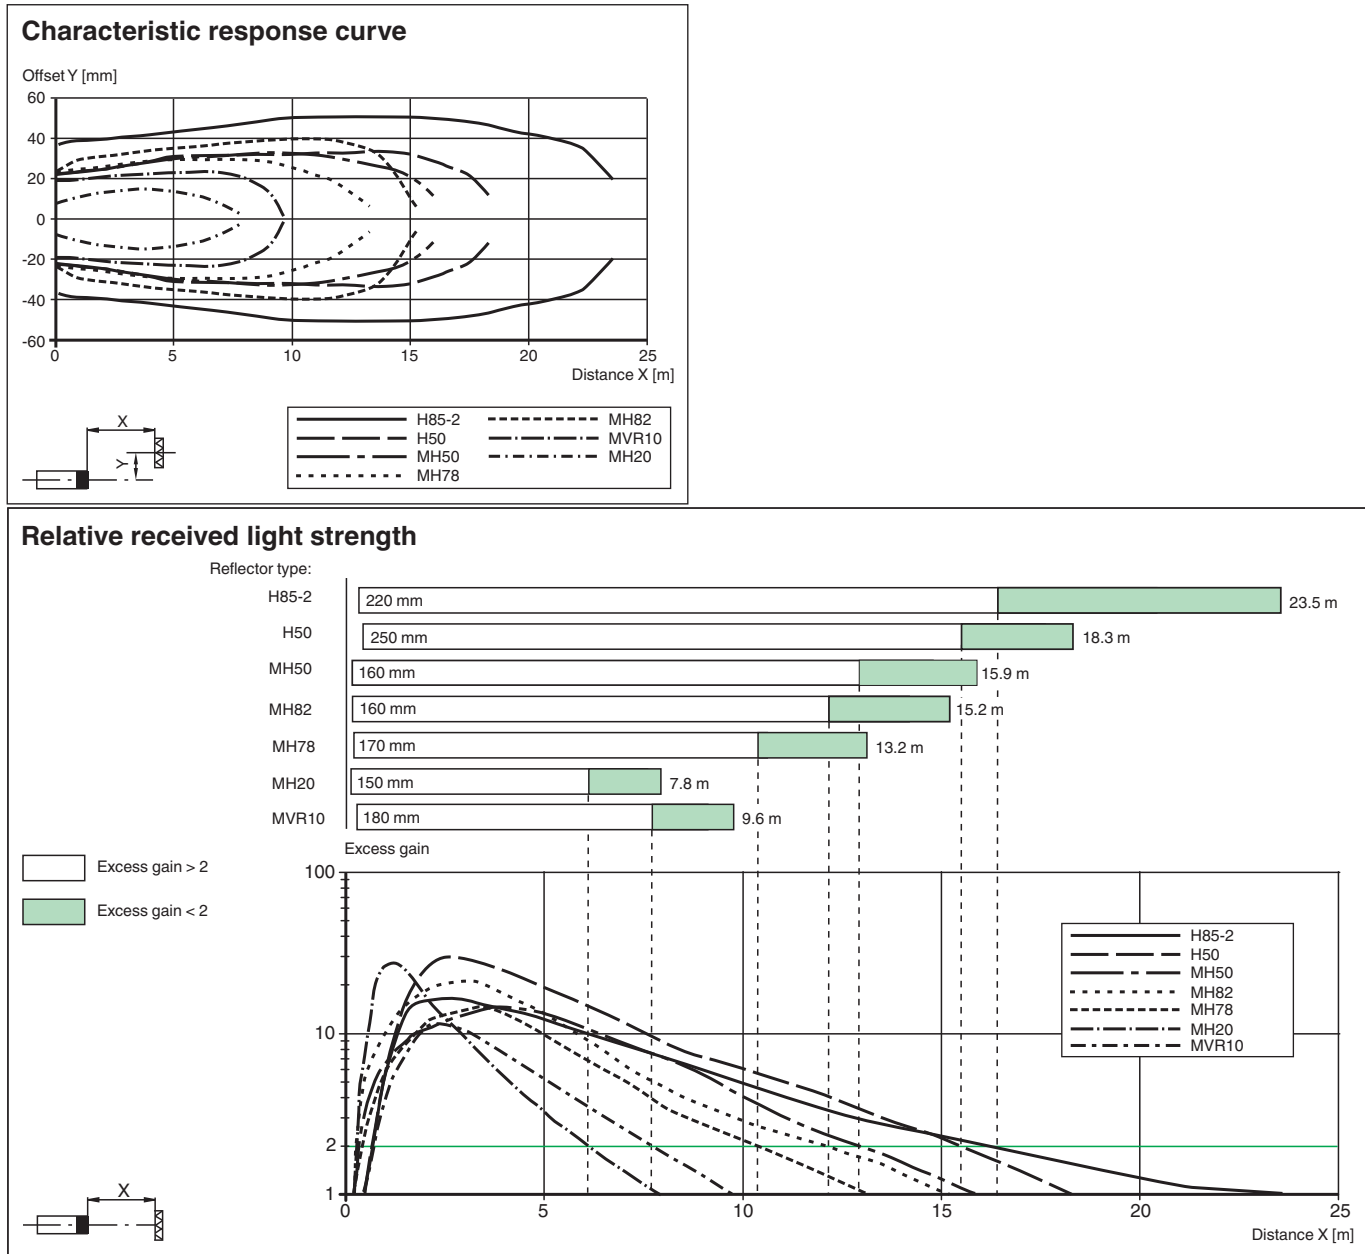 Characteristic response curve
Offset Y [mm]
60
40
20
0
-20
-40
-60
0 5 10 15 20 25
Distance X [m]
X
Y
H85-2 MH82
H50 MVR10
MH50 MH20
MH78
Relative received light strength
Reflector type:
H85-2 220 mm 23.5 m
H50 250 mm 18.3 m
MH50 160 mm 15.9 m
MH82 160 mm 15.2 m
MH78 170 mm 13.2 m
MH20 150 mm 7.8 m
MVR10 180 mm 9.6 m
Excess gain
Excess gain > 2
Excess gain < 2
100
10
2
1
H85-2
H50
MH50
MH82
MH78
MH20
MVR10
X
0 5 10 15 20 25
Distance X [m]